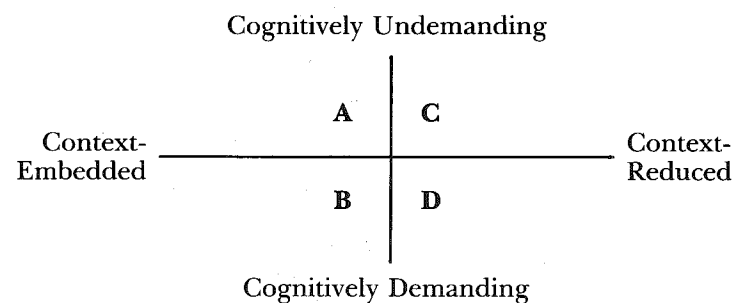 Cognitively Undemanding
A C
Context-
Embedded
Context-
Reduced
B D
Cognitively Demanding